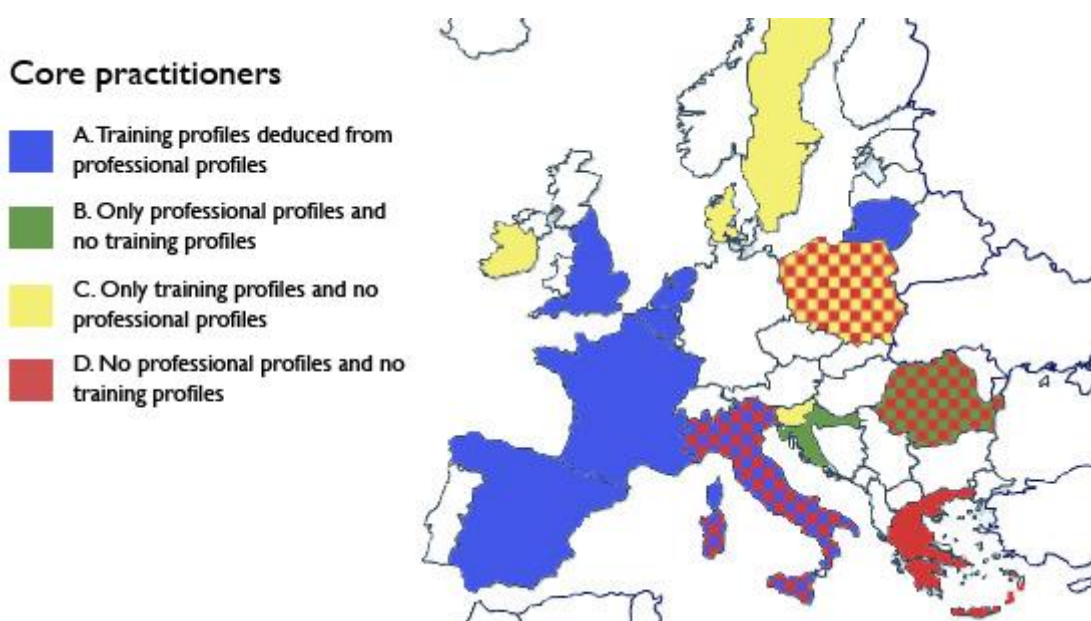 Core practitioners
A. Training profiles deduced from
professional profiles
B. Only professional profiles and
no training profiles
C. Only training profiles and no
professional profiles
D. No professional profiles and no
training profiles